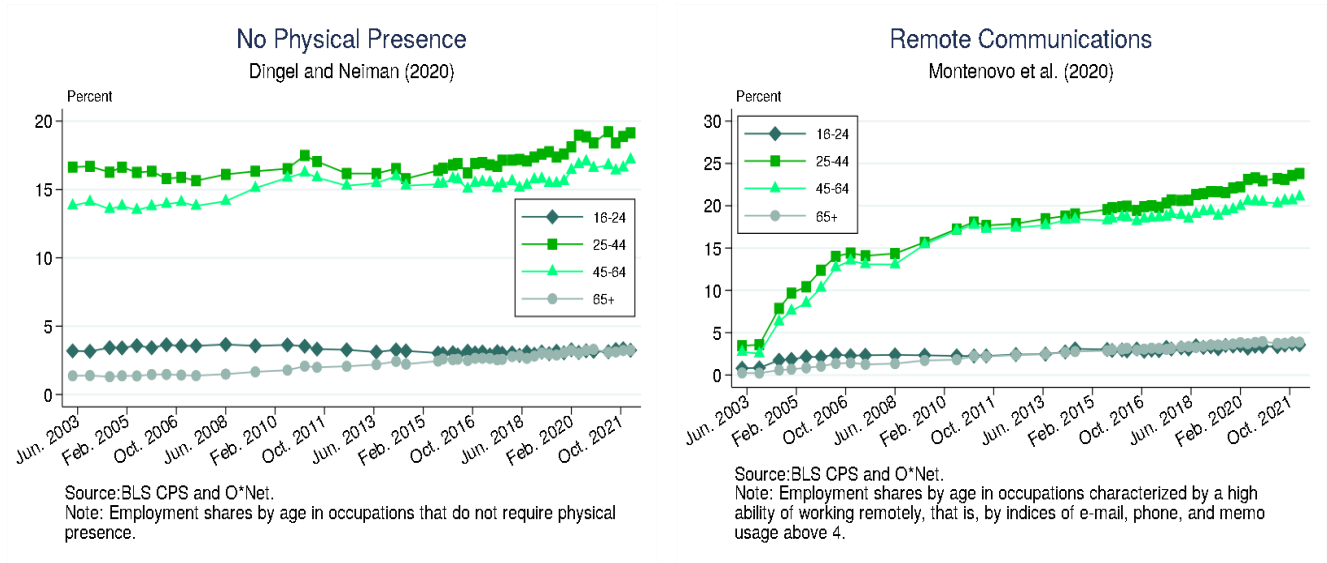 No Physical Presence
Dingel and Neiman (2020)
Percent
20
15
10
5
0
16-24
25-44
45-64
65+
Jun. 2003
Feb. 2005
Oct. 2006
Jun. 2008
Feb. 2010
Oct. 2011
Jun. 2013
Feb. 2015
Oct. 2016
Jun. 2018
Feb. 2020
Oct. 2021
Source:BLS CPS and O*Net.
Note: Employment shares by age in occupations that do not require physical
presence.
Remote Communications
Montenovo et al. (2020)
Percent
30
25
20
15
10
5
0
16-24
25-44
45-64
65+
Jun. 2003
Feb. 2005
Oct. 2006
Jun. 2008
Feb. 2010
Oct. 2011
Jun. 2013
Feb. 2015
Oct. 2016
Jun. 2018
Feb. 2020
Oct. 2021
Source:BLS CPS and O*Net.
Note: Employment shares by age in occupations characterized by a high
ability of working remotely, that is, by indices of e-mail, phone, and memo
usage above 4.